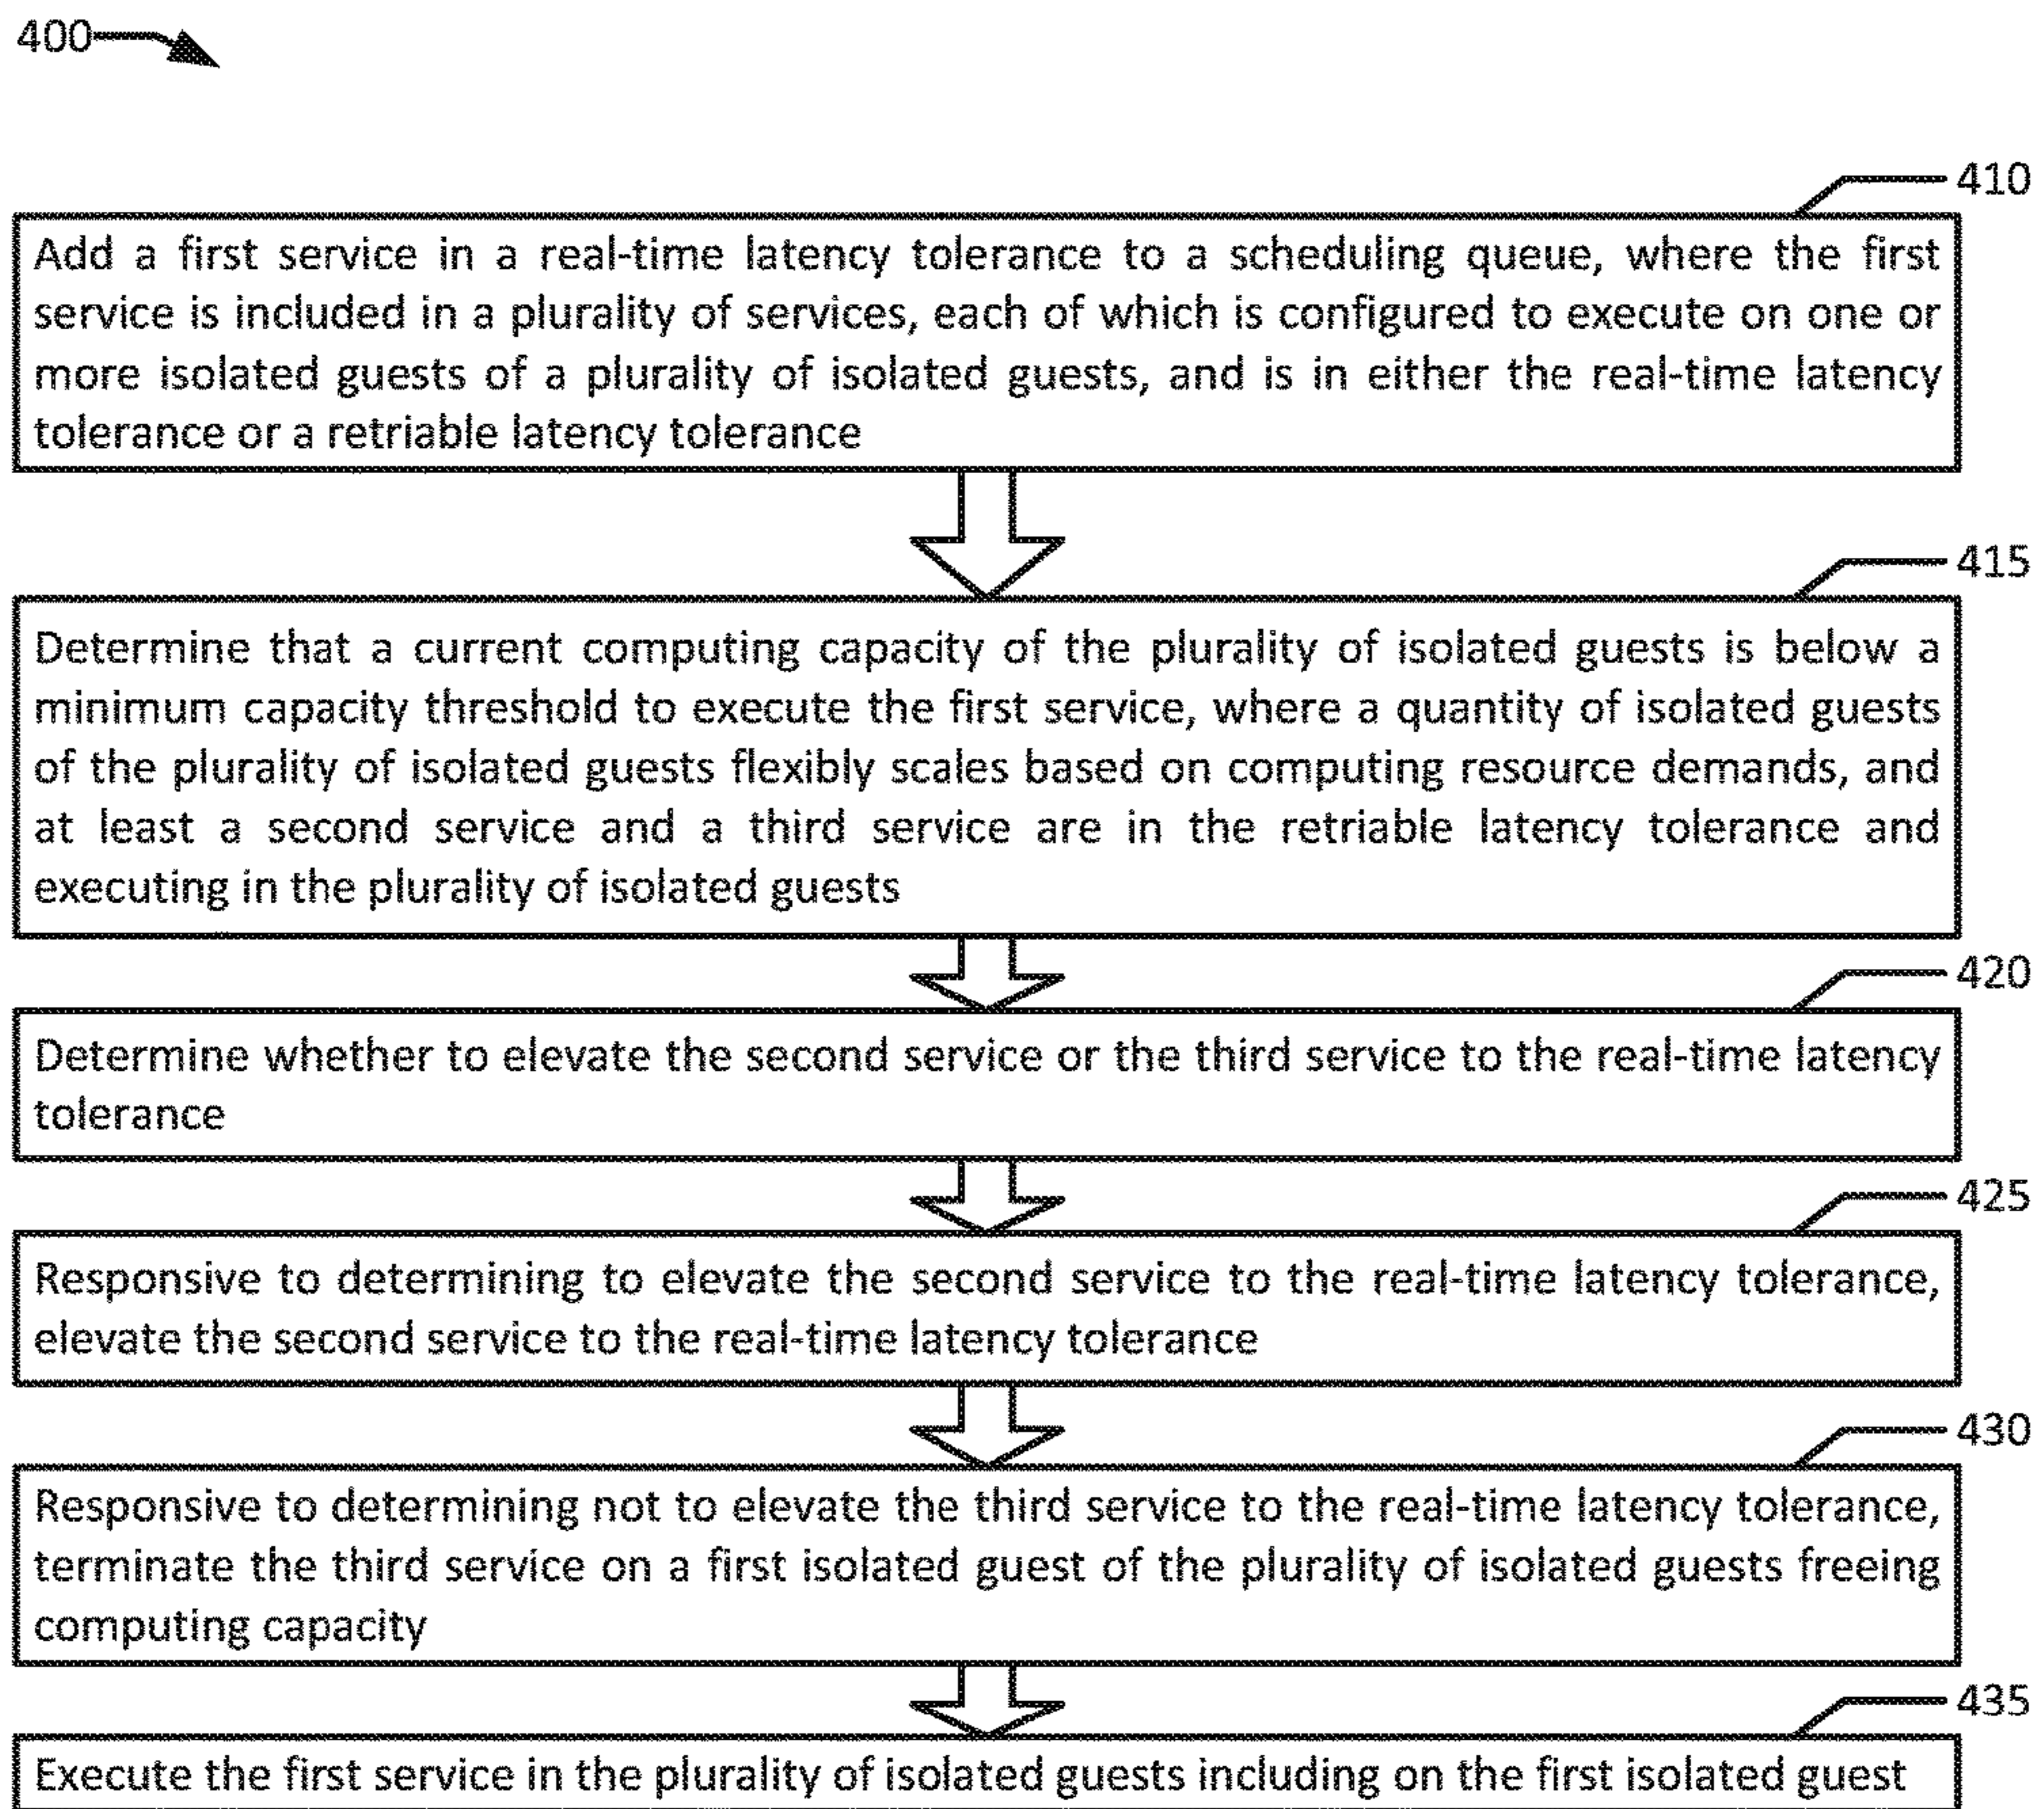 400
410
Add a first service in a real-time latency tolerance to a scheduling queue, where the first
service is included in a plurality of services, each of which is configured to execute on one or
more isolated guests of a plurality of isolated guests, and is in either the real-time latency
tolerance or a retriable latency tolerance
415
Determine that a current computing capacity of the plurality of isolated guests is below a
minimum capacity threshold to execute the first service, where a quantity of isolated guests
of the plurality of isolated guests flexibly scales based on computing resource demands, and
at least a second service and a third service are in the retriable latency tolerance and
executing in the plurality of isolated guests
420
Determine whether to elevate the second service or the third service to the real-time latency
tolerance
425
Responsive to determining to elevate the second service to the real-time latency tolerance,
elevate the second service to the real-time latency tolerance
430
Responsive to determining not to elevate the third service to the real-time latency tolerance,
terminate the third service on a first isolated guest of the plurality of isolated guests freeing
computing capacity
435
Execute the first service in the plurality of isolated guests including on the first isolated guest